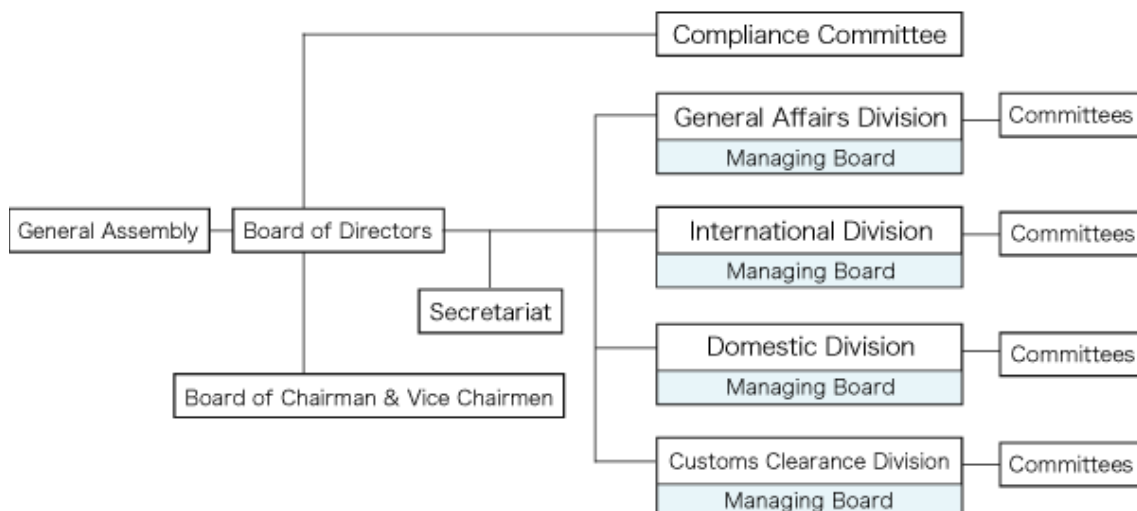 Compliance Committee
General Affairs Division
Committees
Managing Board
General Assembly
Board of Directors
International Division
Committees
Managing Board
Secretariat
Domestic Division
Committees
Managing Board
Board of Chairman & Vice Chairmen
Customs Clearance Division
Committees
Managing Board